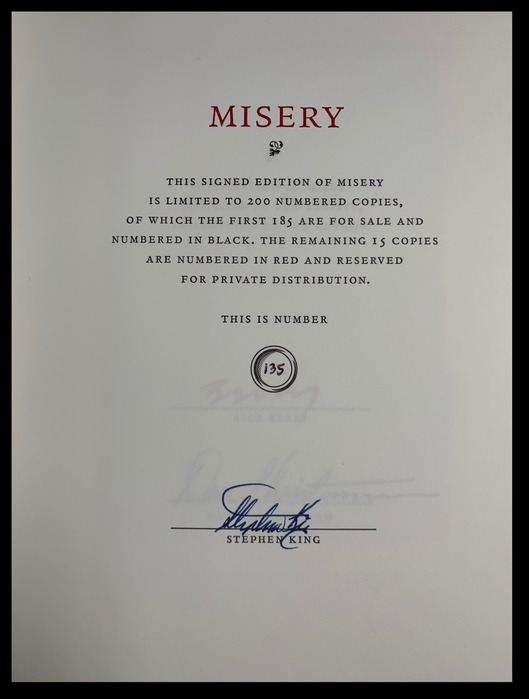 MISERY
THIS SIGNED EDITION OF MISERY
IS LIMITED TO 200 NUMBERED COPIES,
OF WHICH THE FIRST 185 ARE FOR SALE AND
NUMBERED IN BLACK. THE REMAINING 15 COPIES
ARE NUMBERED IN RED AND RESERVED
FOR PRIVATE DISTRIBUTION.
THIS IS NUMBER
135
Stephen King
STEPHEN KING